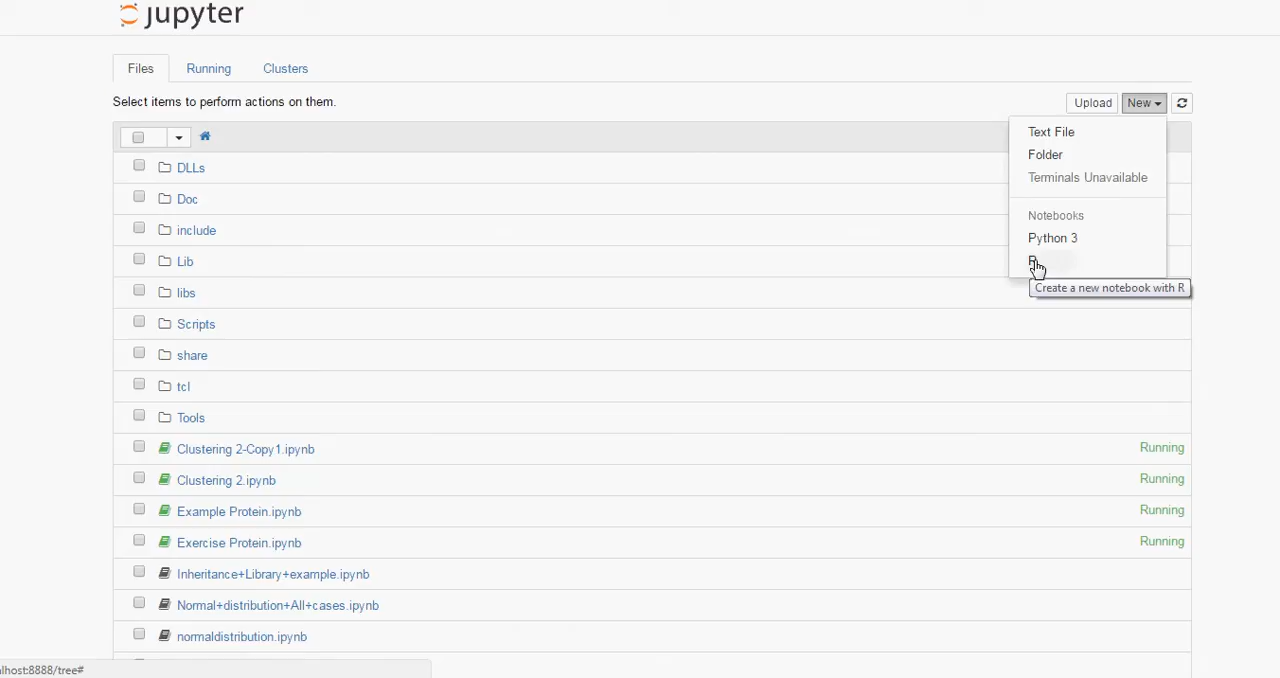 jupyter
Files Running Clusters
Select items to perform actions on them.
Upload New
Text File
Folder
Terminals Unavailable
Notebooks
Python 3
R
Create a new notebook with R
DLLs
Doc
include
Lib
libs
Scripts
share
tcl
Tools
Clustering 2-Copy1.ipynb Running
Clustering 2.ipynb Running
Example Protein.ipynb Running
Exercise Protein.ipynb Running
Inheritance+Library+example.ipynb
Normal+distribution+All+cases.ipynb
normaldistribution.ipynb
lhost:8888/tree#